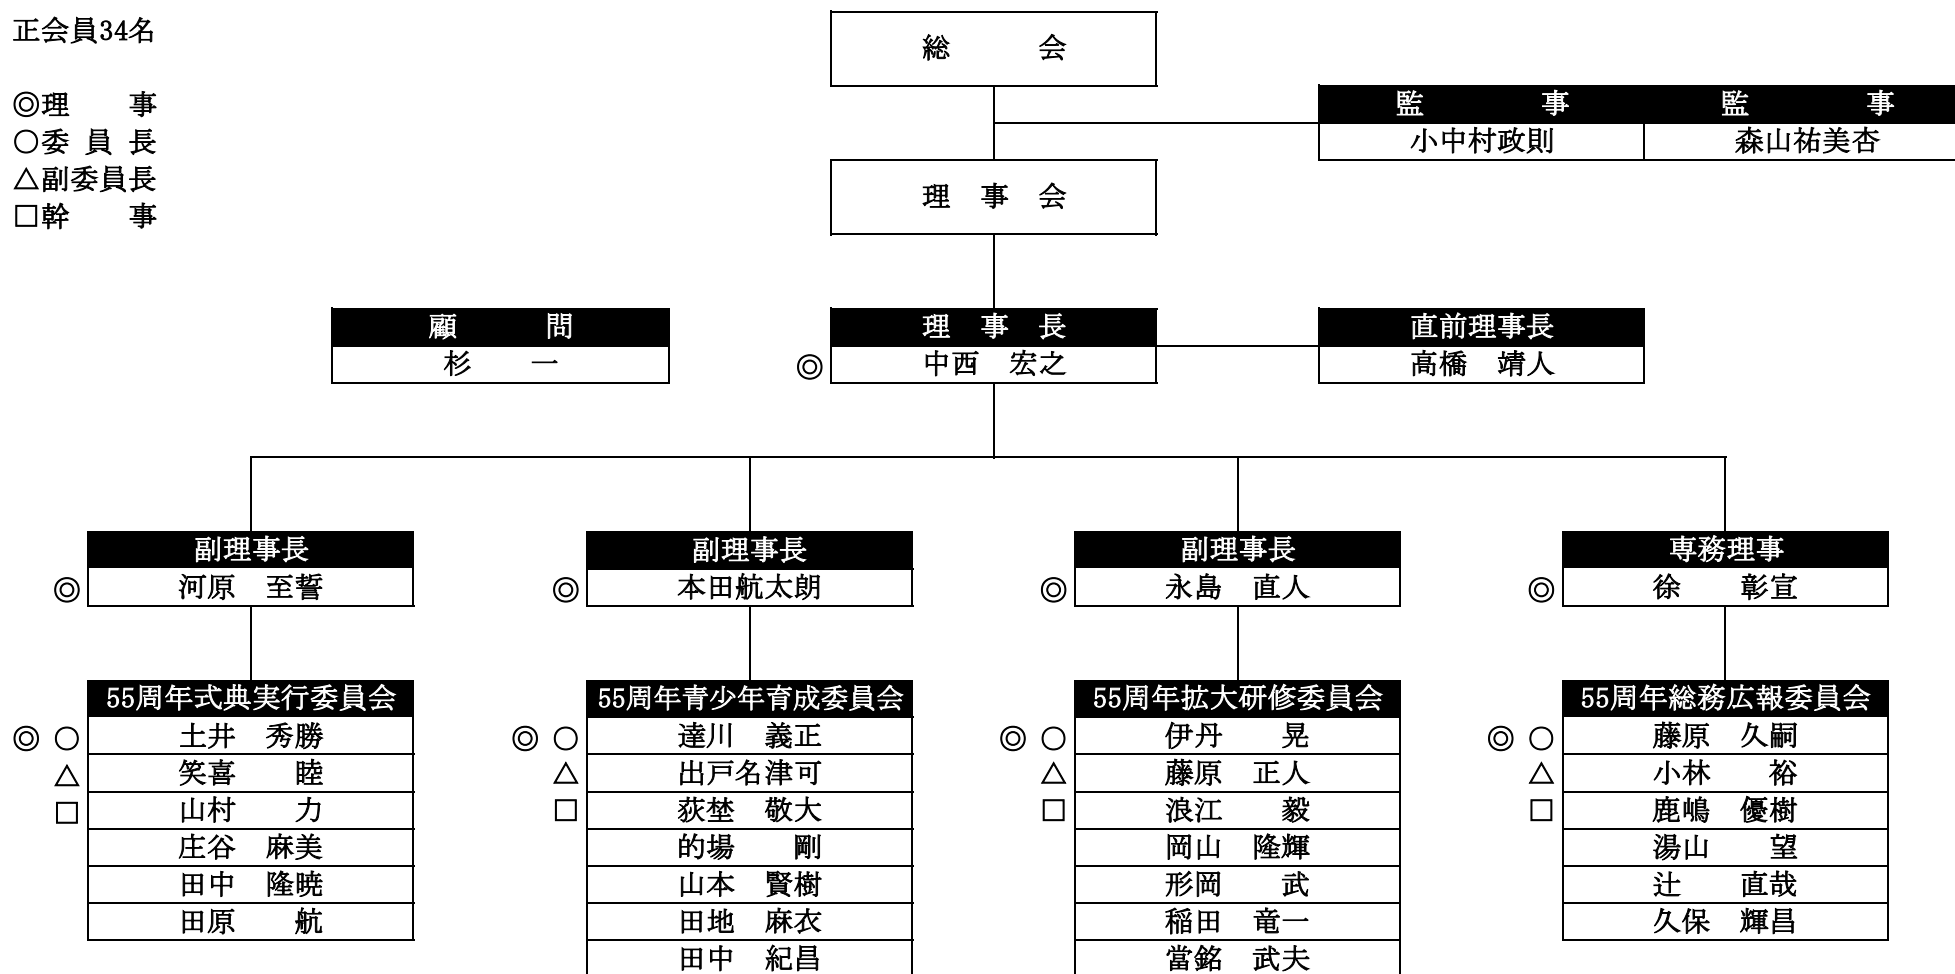 正会員34名
◎理　　事
○委 員 長
△副委員長
□幹　　事
総　　　会
監　　　　事　監　　　　事
小中村政則　森山祐美杏
理　事　会
顧　　　問
杉　　一
理　事　長
◎ 中西　宏之
直前理事長
高橋　靖人
副理事長
◎ 河原　至誓
55周年式典実行委員会
◎ ○ 土井　秀勝
△ 笑喜　　睦
□ 山村　　力
庄谷　麻美
田中　隆暁
田原　　航
副理事長
◎ 本田航太朗
55周年青少年育成委員会
◎ ○ 達川　義正
△ 出戸名津可
□ 荻埜　敬大
的場　　剛
山本　賢樹
田地　麻衣
田中　紀昌
副理事長
◎ 永島　直人
55周年拡大研修委員会
◎ ○ 伊丹　　晃
△ 藤原　正人
□ 浪江　　毅
岡山　隆輝
形岡　　武
稲田　竜一
當銘　武夫
専務理事
◎ 徐　　彰宣
55周年総務広報委員会
◎ ○ 藤原　久嗣
△ 小林　　裕
□ 鹿嶋　優樹
湯山　　望
辻　　直哉
久保　輝昌